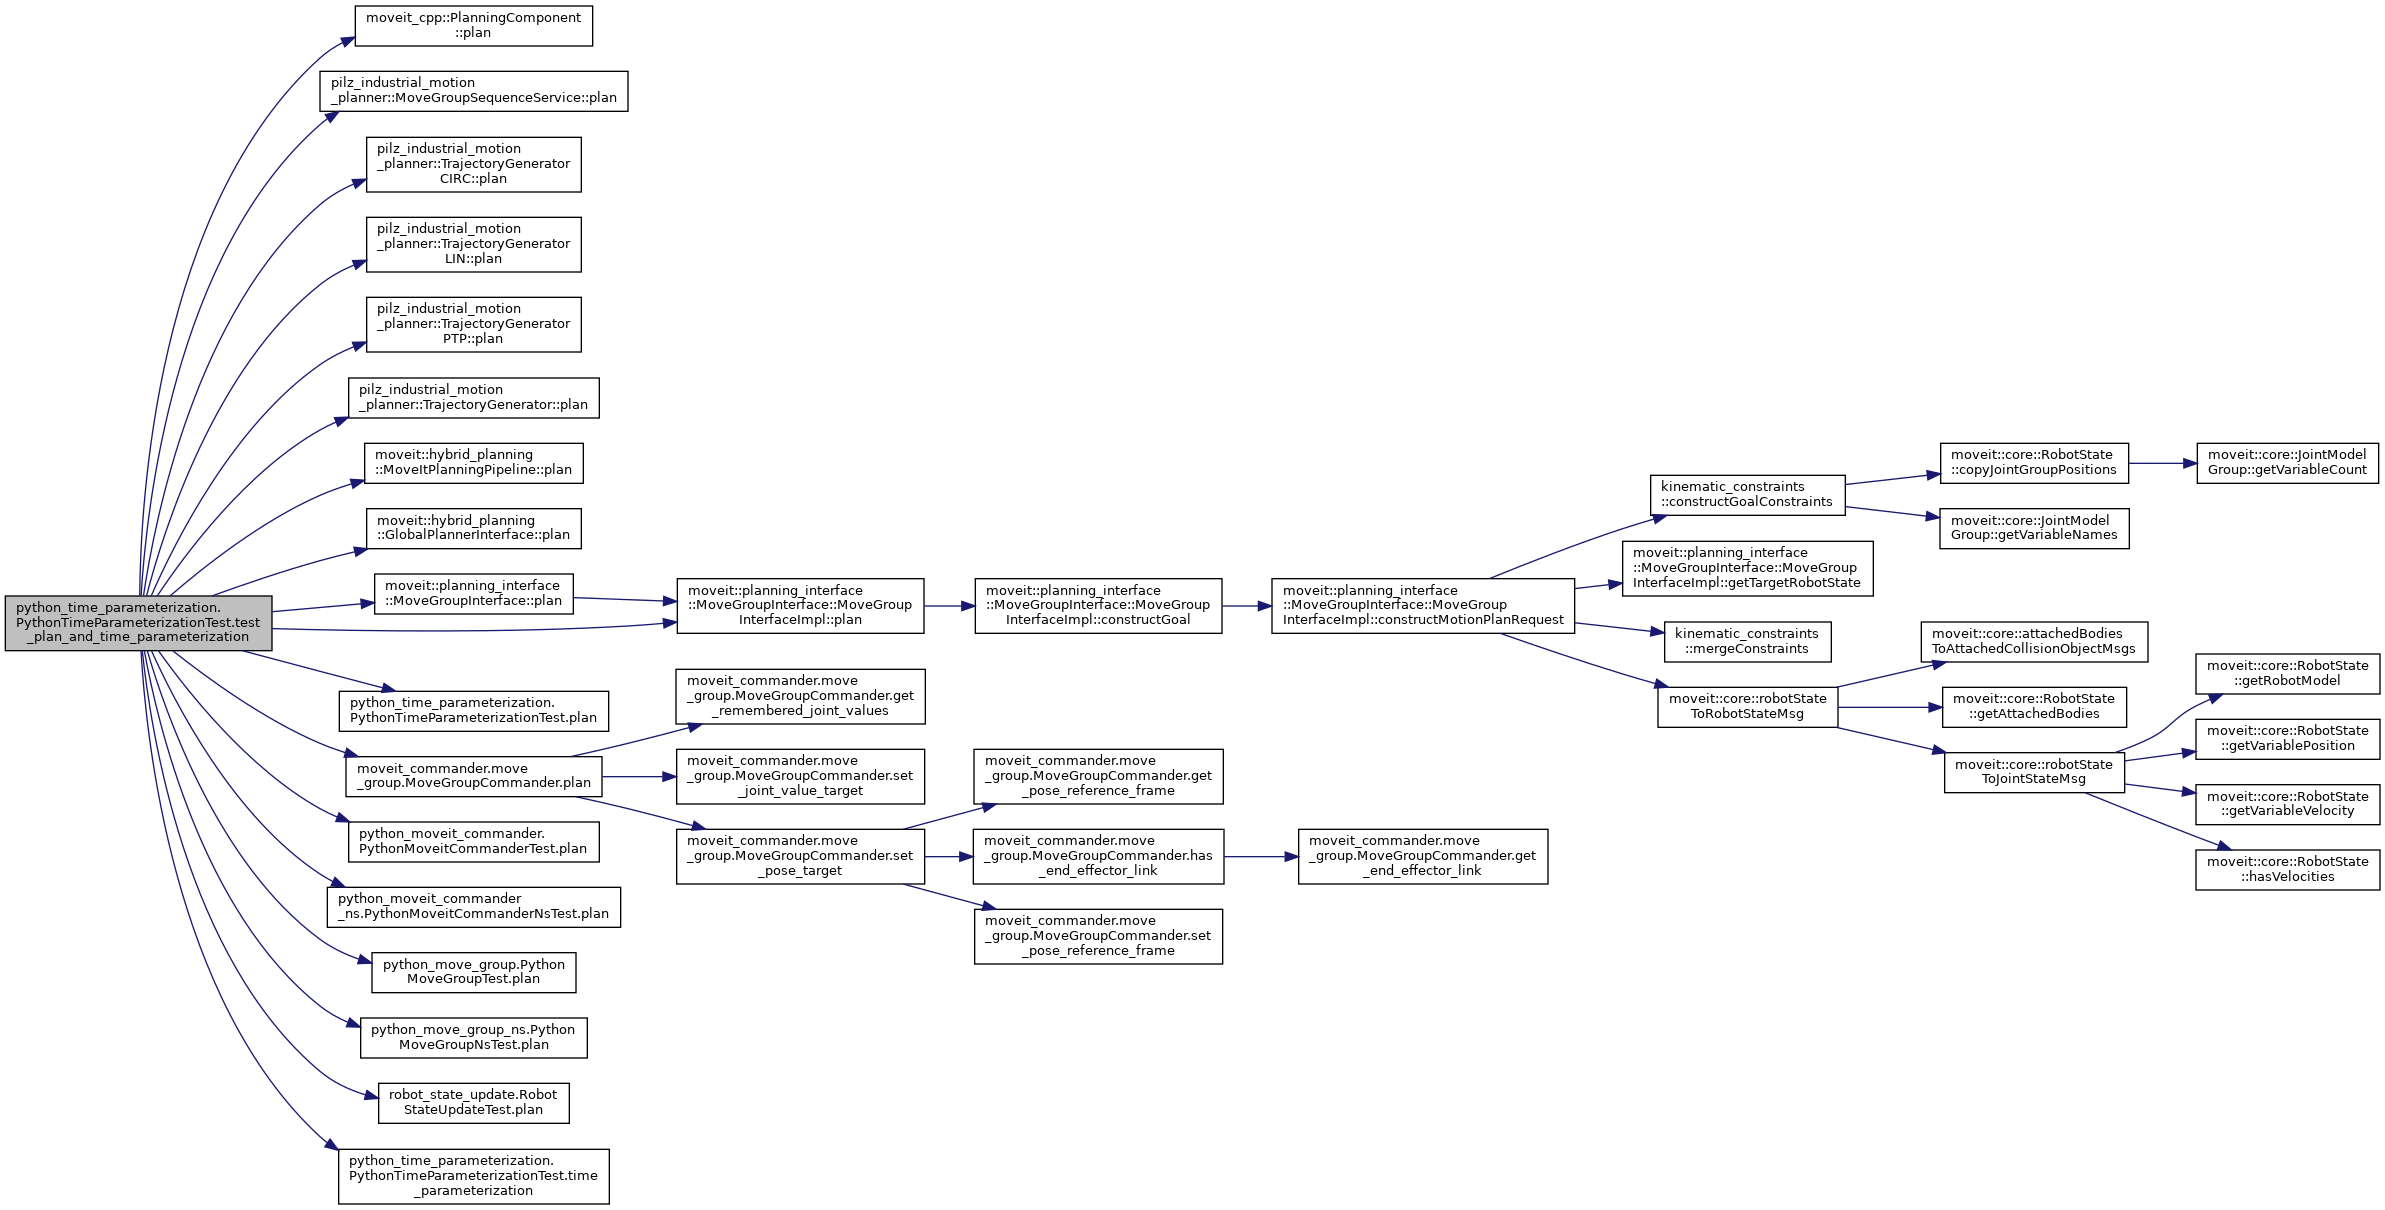 moveit_cpp::PlanningComponent
::plan
pilz_industrial_motion
_planner::MoveGroupSequenceService::plan
pilz_industrial_motion
_planner::TrajectoryGenerator
CIRC::plan
pilz_industrial_motion
_planner::TrajectoryGenerator
LIN::plan
pilz_industrial_motion
_planner::TrajectoryGenerator
PTP::plan
pilz_industrial_motion
_planner::TrajectoryGenerator::plan
moveit::hybrid_planning
::MoveItPlanningPipeline::plan
moveit::hybrid_planning
::GlobalPlannerInterface::plan
python_time_parameterization.
PythonTimeParameterizationTest.test
_plan_and_time_parameterization
moveit::planning_interface
::MoveGroupInterface::plan
moveit::planning_interface
::MoveGroupInterface::MoveGroup
InterfaceImpl::plan
moveit::planning_interface
::MoveGroupInterface::MoveGroup
InterfaceImpl::constructGoal
moveit::planning_interface
::MoveGroupInterface::MoveGroup
InterfaceImpl::constructMotionPlanRequest
kinematic_constraints
::constructGoalConstraints
moveit::core::RobotState
::copyJointGroupPositions
moveit::core::JointModel
Group::getVariableCount
moveit::core::JointModel
Group::getVariableNames
moveit::planning_interface
::MoveGroupInterface::MoveGroup
InterfaceImpl::getTargetRobotState
kinematic_constraints
::mergeConstraints
moveit::core::robotState
ToRobotStateMsg
moveit::core::attachedBodies
ToAttachedCollisionObjectMsgs
moveit::core::RobotState
::getAttachedBodies
moveit::core::robotState
ToJointStateMsg
moveit::core::RobotState
::getRobotModel
moveit::core::RobotState
::getVariablePosition
moveit::core::RobotState
::getVariableVelocity
moveit::core::RobotState
::hasVelocities
python_time_parameterization.
PythonTimeParameterizationTest.plan
moveit_commander.move
_group.MoveGroupCommander.plan
moveit_commander.move
_group.MoveGroupCommander.get
_remembered_joint_values
moveit_commander.move
_group.MoveGroupCommander.set
_joint_value_target
moveit_commander.move
_group.MoveGroupCommander.set
_pose_target
moveit_commander.move
_group.MoveGroupCommander.get
_pose_reference_frame
moveit_commander.move
_group.MoveGroupCommander.has
_end_effector_link
moveit_commander.move
_group.MoveGroupCommander.get
_end_effector_link
moveit_commander.move
_group.MoveGroupCommander.set
_pose_reference_frame
python_moveit_commander.
PythonMoveitCommanderTest.plan
python_moveit_commander
_ns.PythonMoveitCommanderNsTest.plan
python_move_group.Python
MoveGroupTest.plan
python_move_group_ns.Python
MoveGroupNsTest.plan
robot_state_update.Robot
StateUpdateTest.plan
python_time_parameterization.
PythonTimeParameterizationTest.time
_parameterization